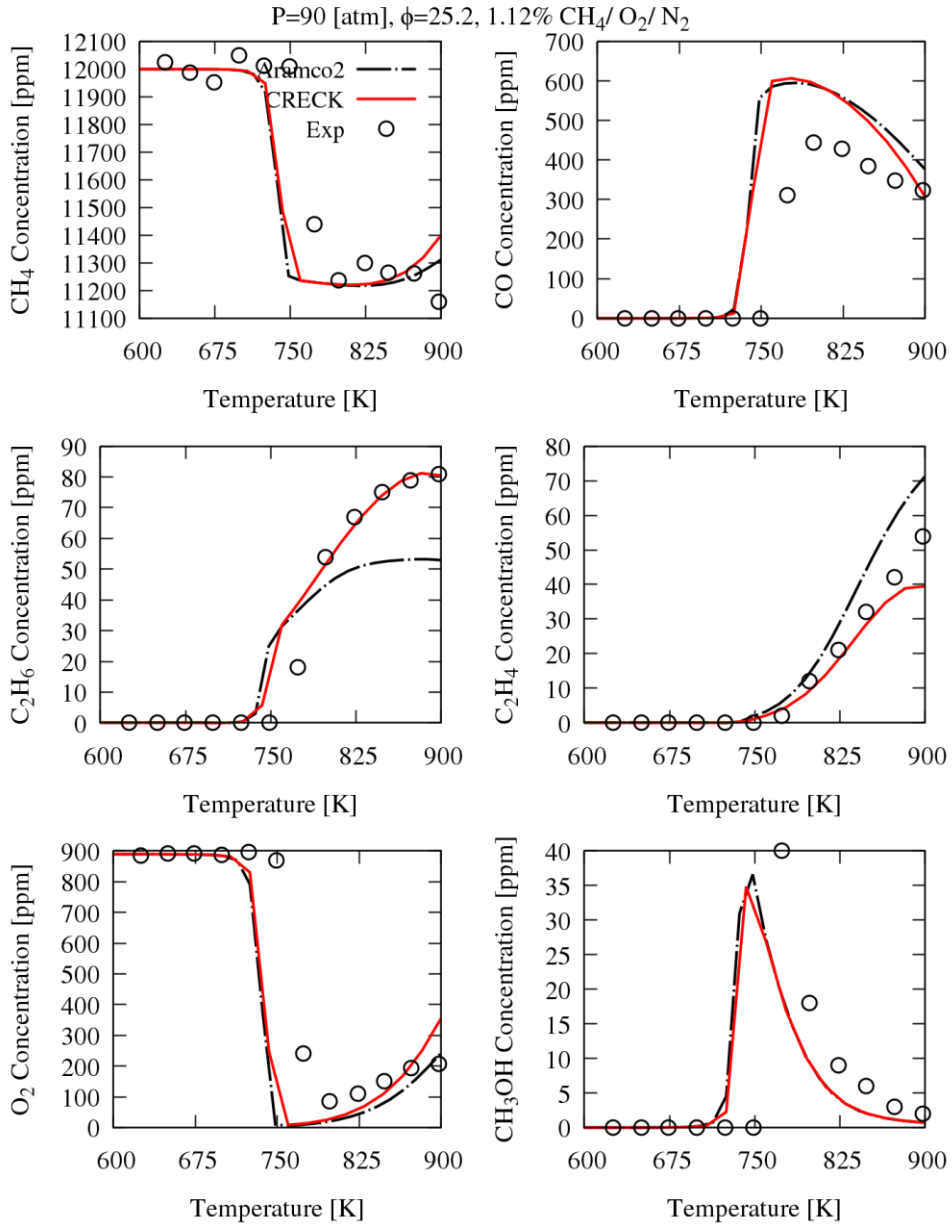 P=90 [atm], ϕ=25.2, 1.12% CH₄/ O₂/ N₂
CH₄ Concentration [ppm]
12100
12000
11900
11800
11700
11600
11500
11400
11300
11200
11100
Aramco2
CRECK
Exp
600 675 750 825 900
Temperature [K]
CO Concentration [ppm]
700
600
500
400
300
200
100
0
600 675 750 825 900
Temperature [K]
C₂H₆ Concentration [ppm]
90
80
70
60
50
40
30
20
10
0
600 675 750 825 900
Temperature [K]
C₂H₄ Concentration [ppm]
80
70
60
50
40
30
20
10
0
600 675 750 825 900
Temperature [K]
O₂ Concentration [ppm]
900
800
700
600
500
400
300
200
100
0
600 675 750 825 900
Temperature [K]
CH₃OH Concentration [ppm]
40
35
30
25
20
15
10
5
0
600 675 750 825 900
Temperature [K]